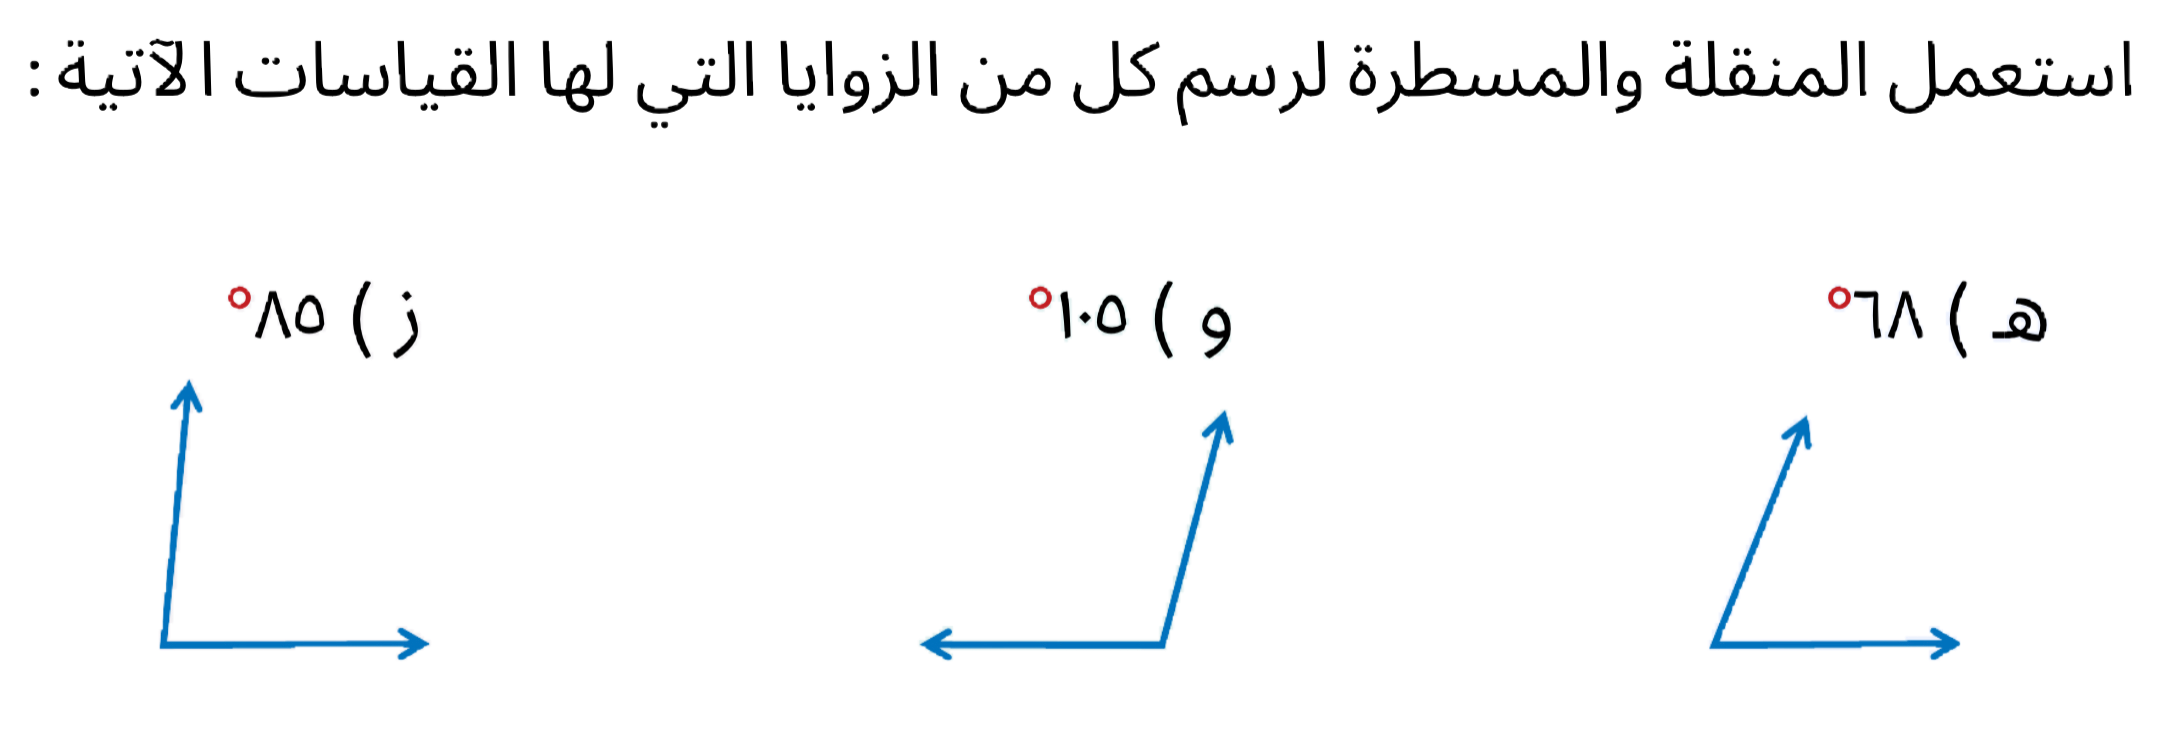 استعمل المنقلة والمسطرة لرسم كل من الزوايا التي لها القياسات الآتية :
هـ ) ٦٨° و ) ١٠٥° ز ) ٨٥°